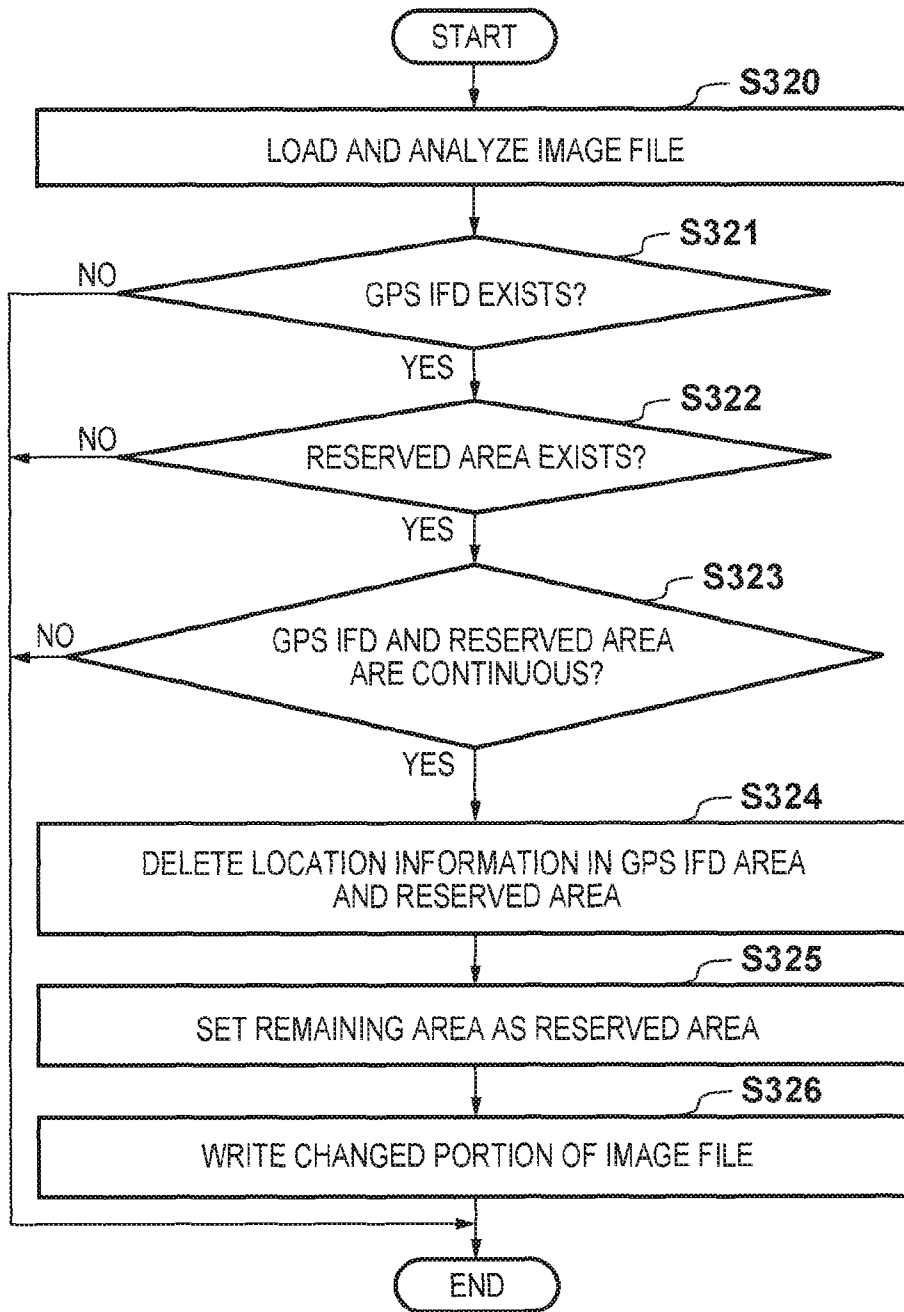 START
S320
LOAD AND ANALYZE IMAGE FILE
S321
NO
GPS IFD EXISTS?
YES
S322
NO
RESERVED AREA EXISTS?
YES
S323
NO
GPS IFD AND RESERVED AREA
ARE CONTINUOUS?
YES
S324
DELETE LOCATION INFORMATION IN GPS IFD AREA
AND RESERVED AREA
S325
SET REMAINING AREA AS RESERVED AREA
S326
WRITE CHANGED PORTION OF IMAGE FILE
END